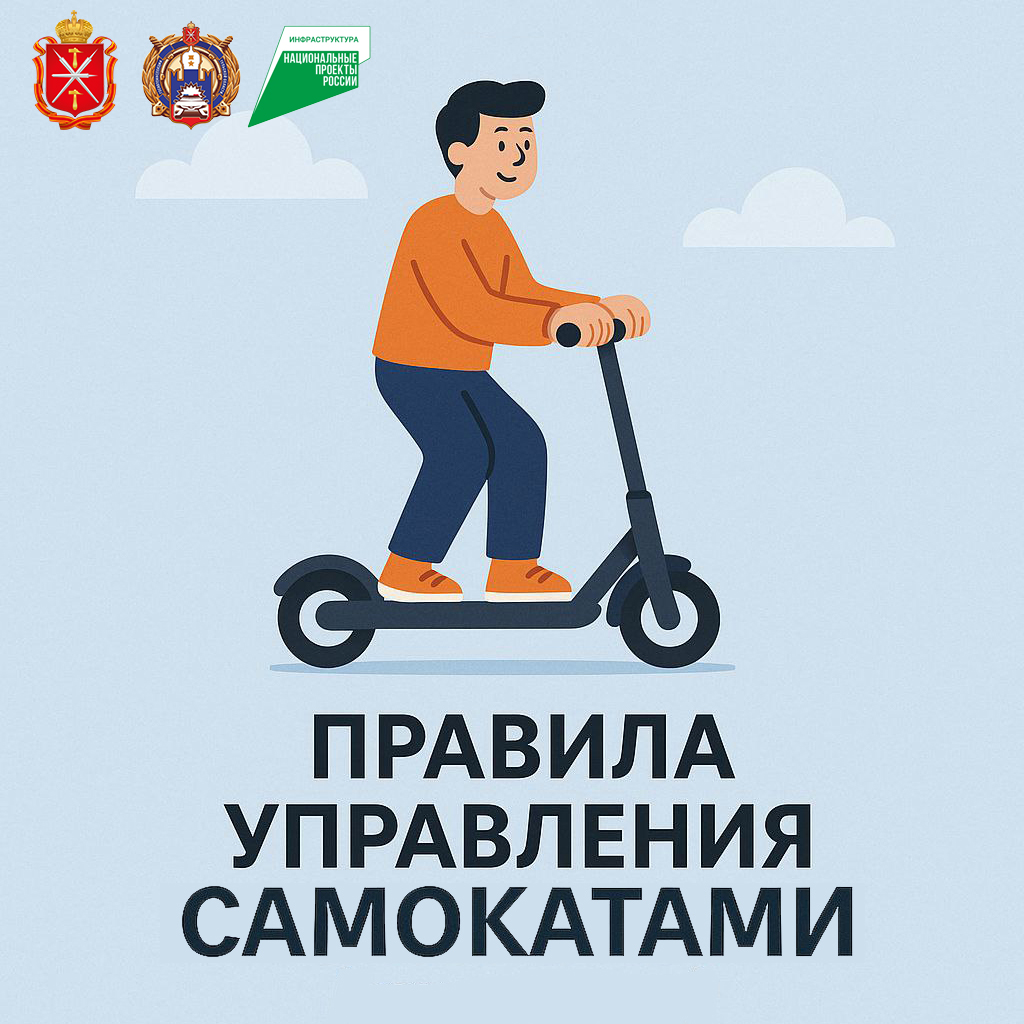 ИНФРАСТРУКТУРА
НАЦИОНАЛЬНЫЕ
ПРОЕКТЫ
РОССИИ
ПРАВИЛА
УПРАВЛЕНИЯ
САМОКАТАМИ